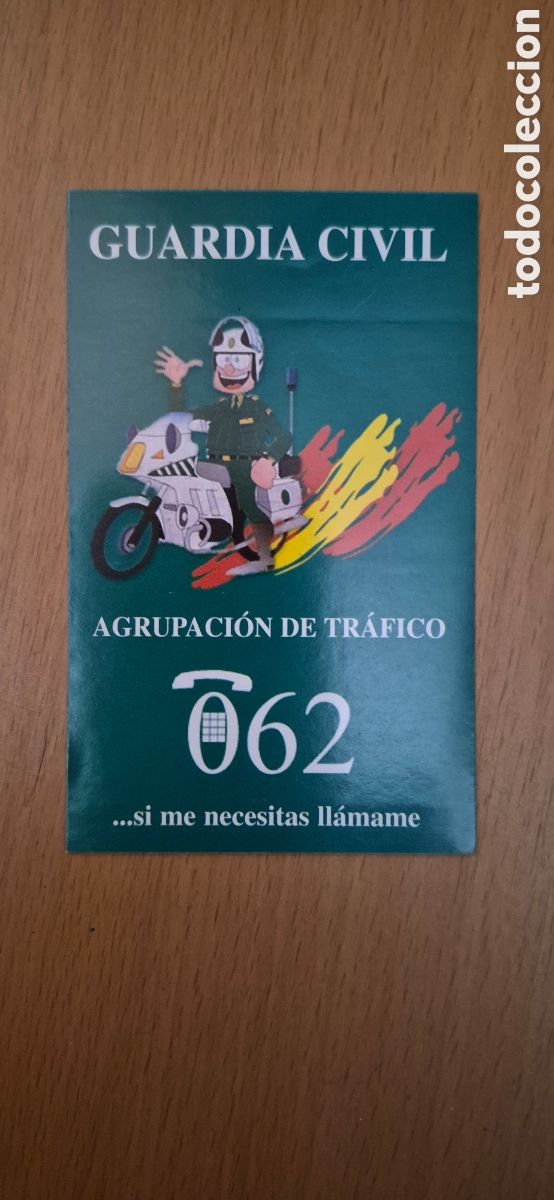 todocoleccion
GUARDIA CIVIL
AGRUPACIÓN DE TRÁFICO
062
...si me necesitas llámame